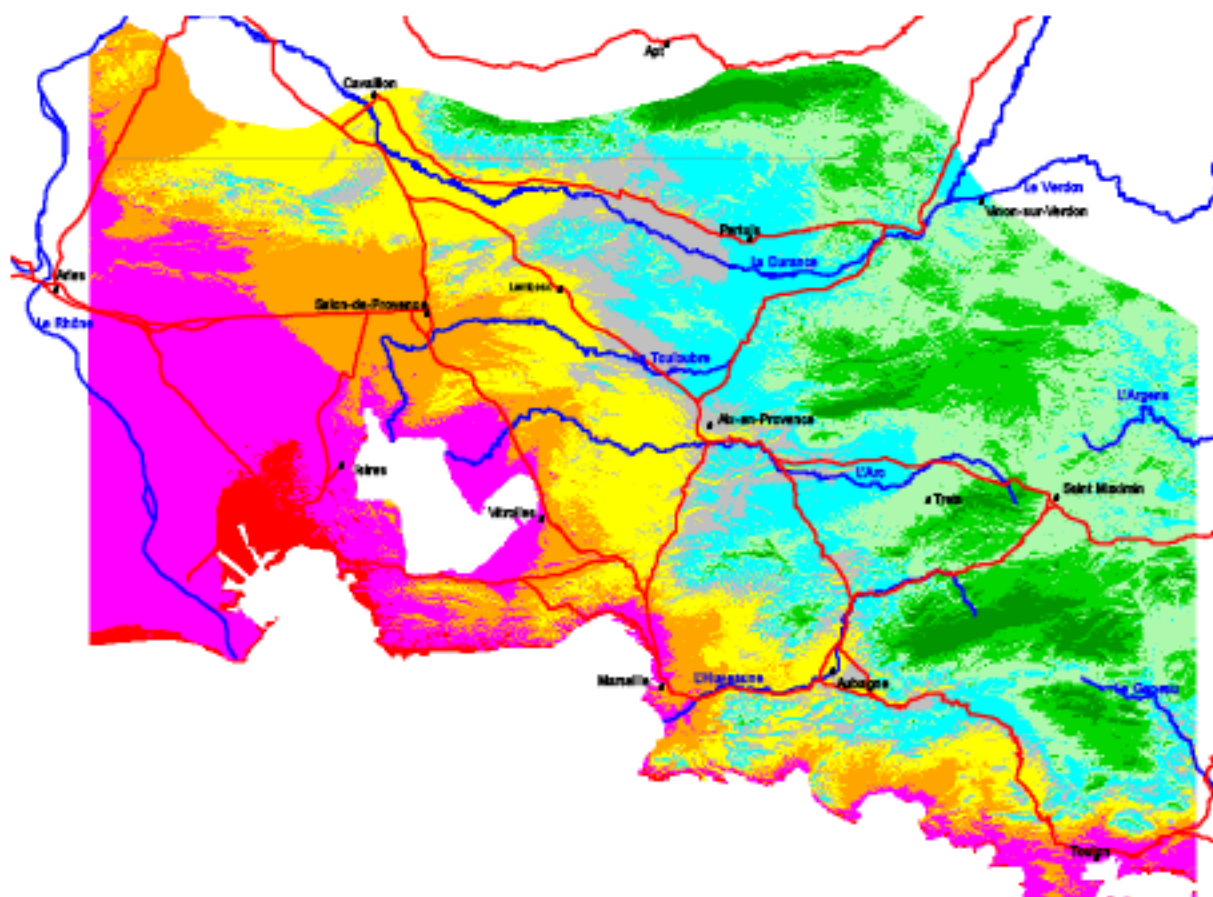 Apt
Cavaillon
Le Verdon
Vinon-sur-Verdon
Pertuis
La Durance
Arles
Lambesc
Salon-de-Provence
Le Rhône
La Touloubre
L'Argens
Aix-en-Provence
Istres
L'Arc
Saint Maximin
Trets
Vitrolles
Marseille
L'Huveaune
Aubagne
Le Gapeau
Toulon